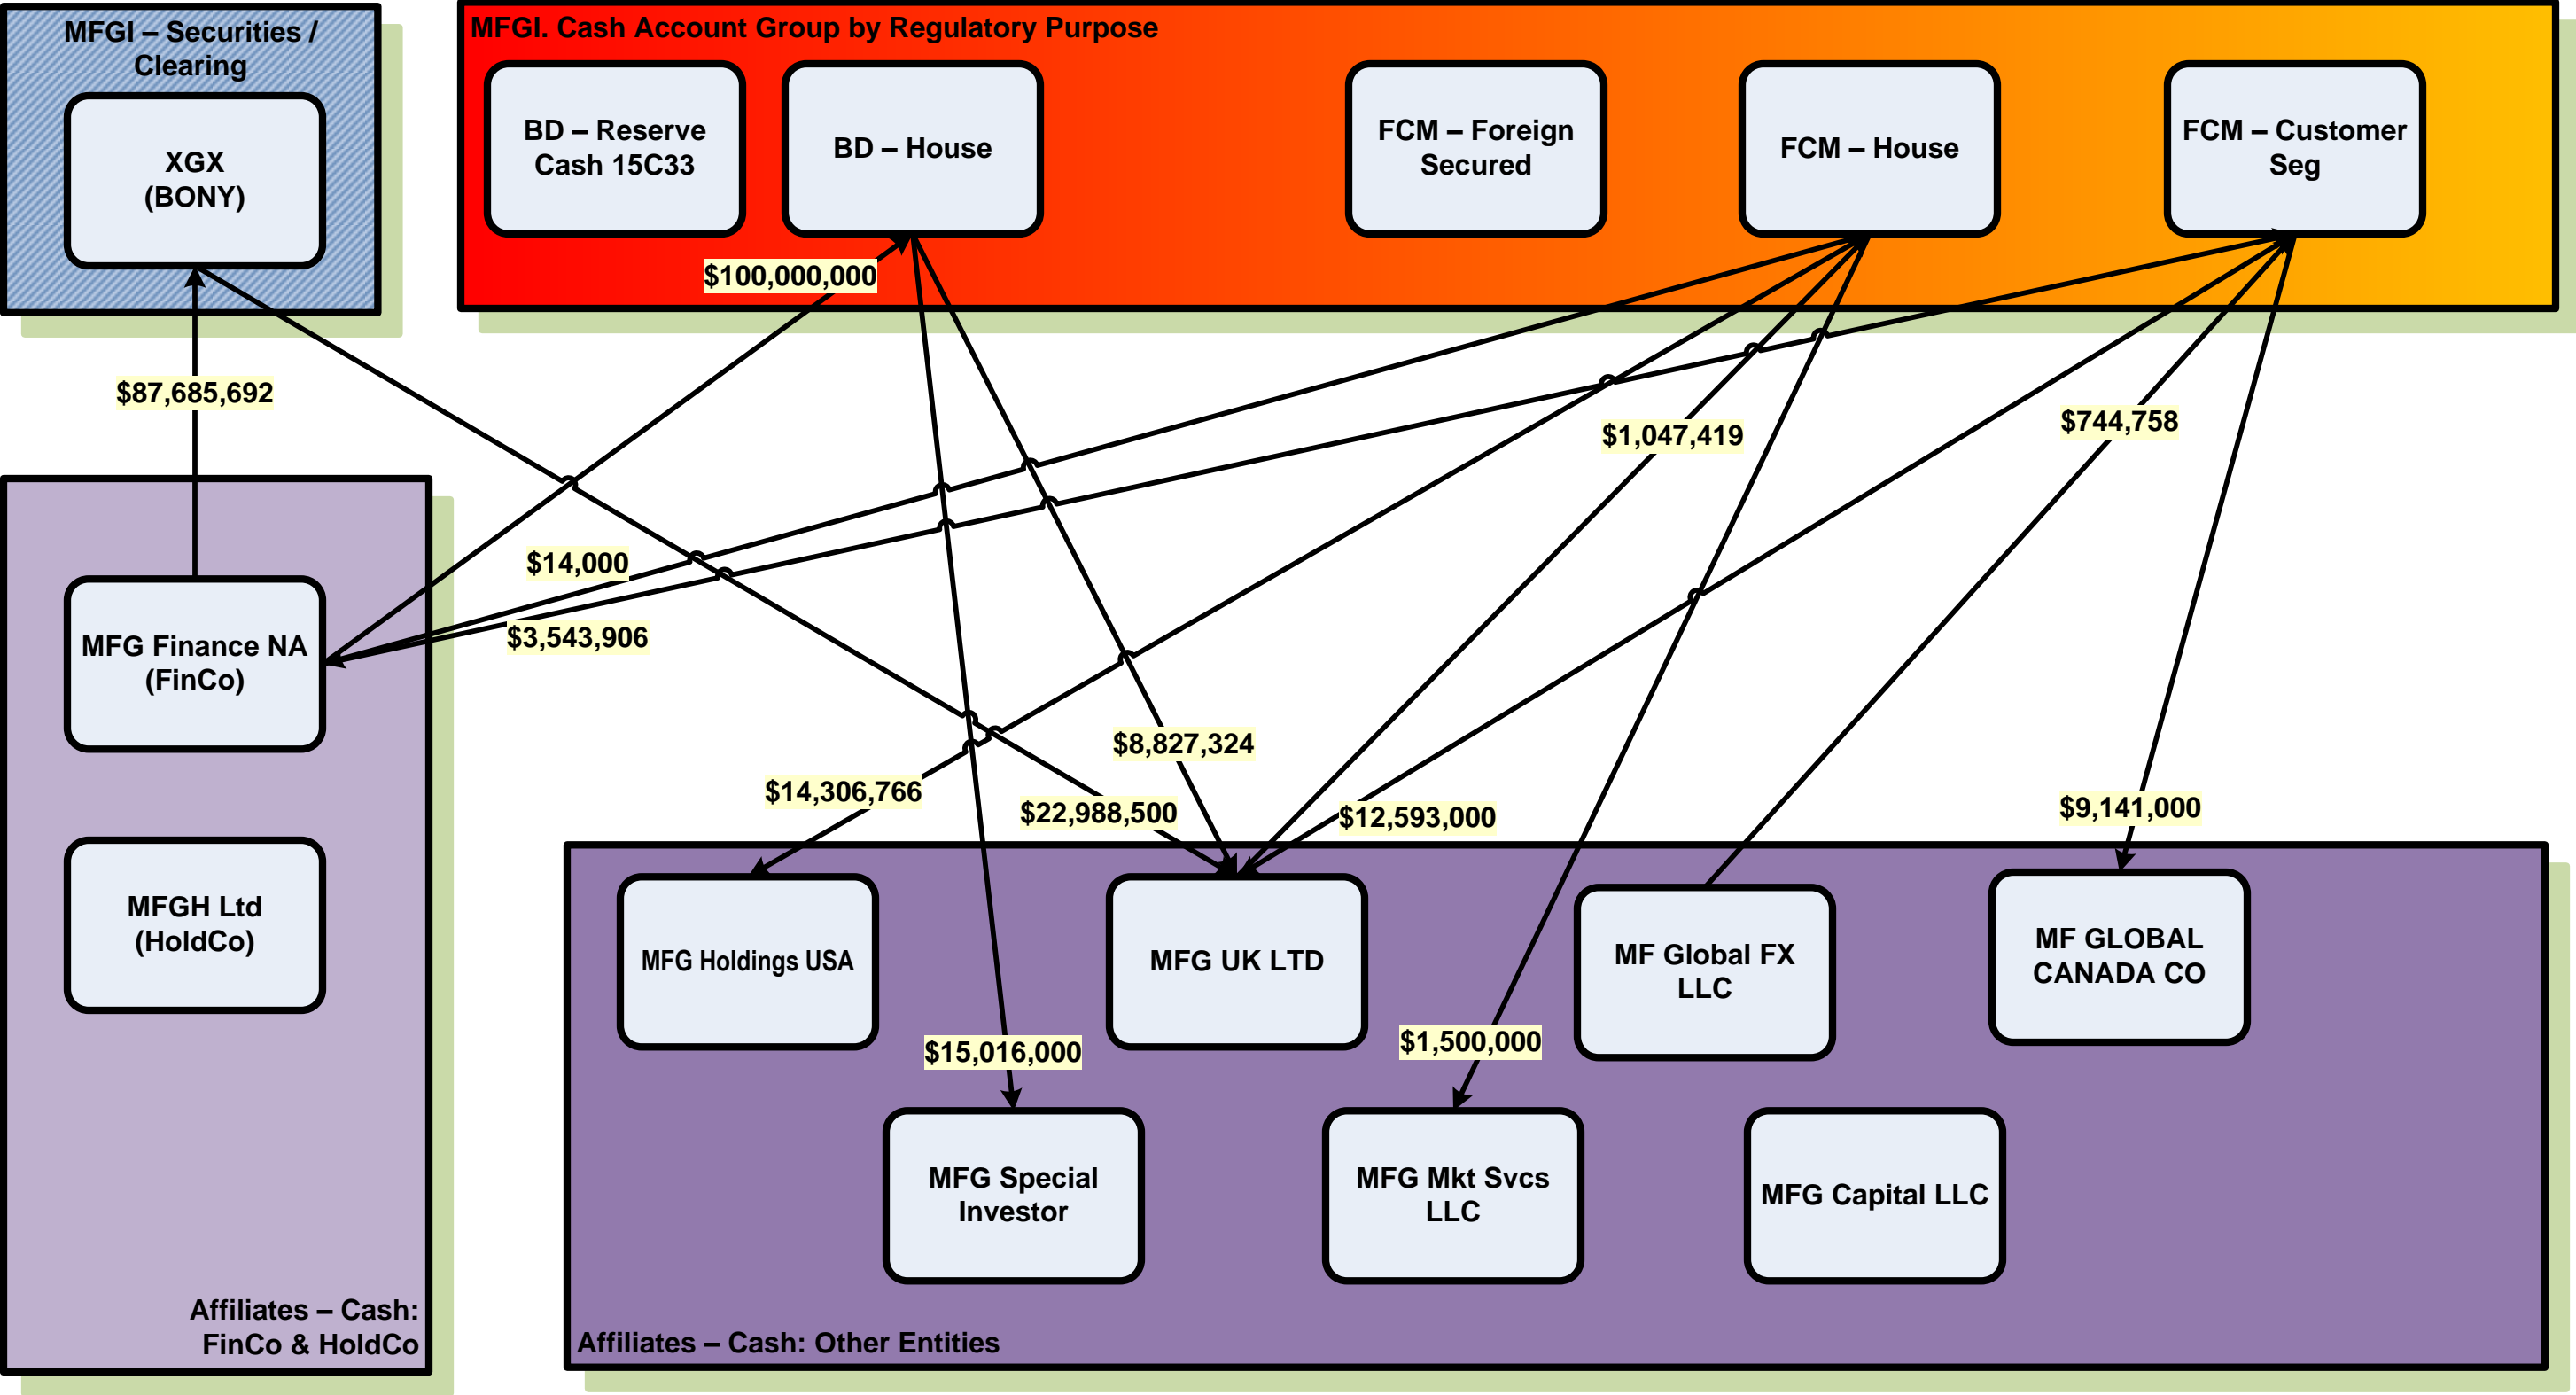 MFGI – Securities /
Clearing
XGX
(BONY)
MFGI. Cash Account Group by Regulatory Purpose
BD – Reserve
Cash 15C33
BD – House
FCM – Foreign
Secured
FCM – House
FCM – Customer
Seg
$100,000,000
$87,685,692
$1,047,419
$744,758
$14,000
$3,543,906
$8,827,324
$14,306,766
$22,988,500
$12,593,000
$9,141,000
MFG Finance NA
(FinCo)
MFGH Ltd
(HoldCo)
Affiliates – Cash:
FinCo & HoldCo
MFG Holdings USA
MFG UK LTD
MF Global FX
LLC
MF GLOBAL
CANADA CO
$15,016,000
$1,500,000
MFG Special
Investor
MFG Mkt Svcs
LLC
MFG Capital LLC
Affiliates – Cash: Other Entities